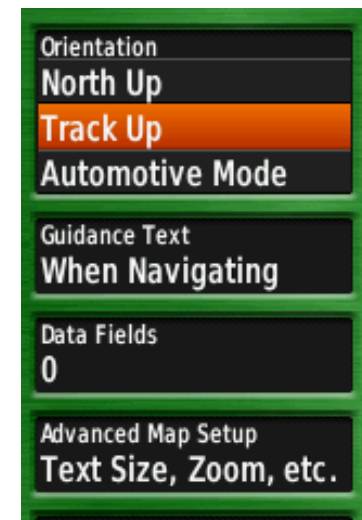 Orientation
North Up
Track Up
Automotive Mode
Guidance Text
When Navigating
Data Fields
0
Advanced Map Setup
Text Size, Zoom, etc.